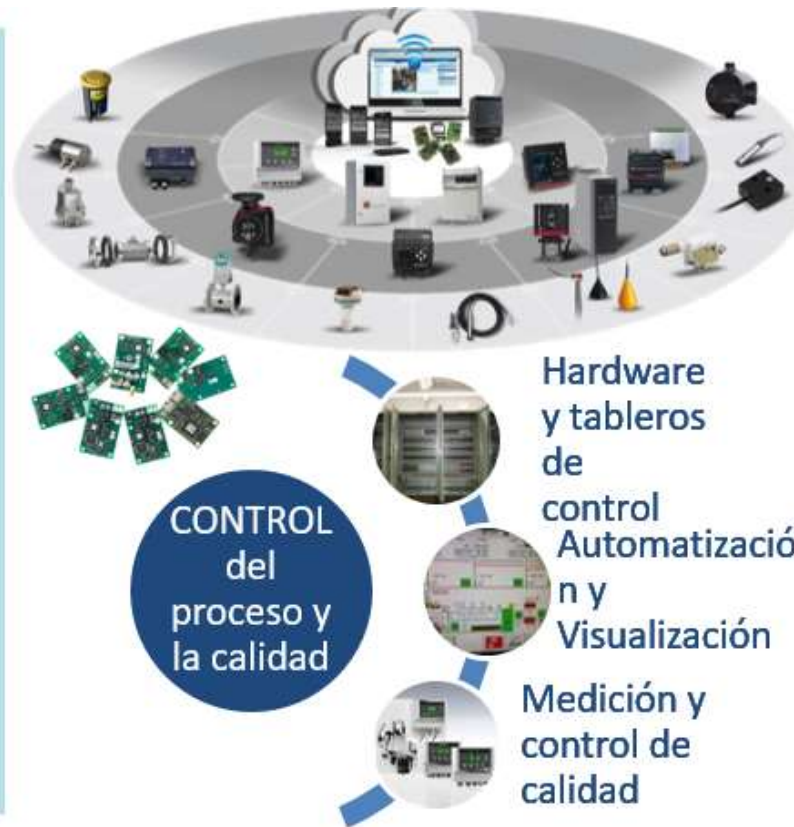 Hardware
y tableros
de
control
CONTROL
del
proceso y
la calidad
Automatizació
n y
Visualización
Medición y
control de
calidad